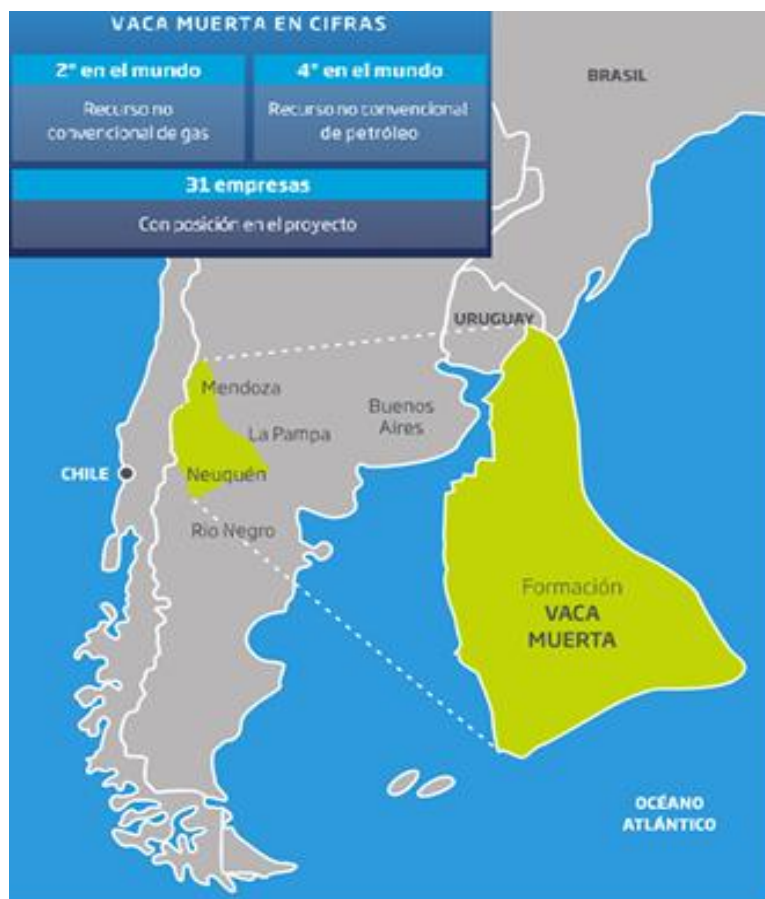 VACA MUERTA EN CIFRAS
2° en el mundo
Recurso no
convencional de gas
4° en el mundo
Recurso no convencional
de petróleo
31 empresas
Con posición en el proyecto
BRASIL
URUGUAY
Mendoza
Buenos
Aires
La Pampa
CHILE
Neuquén
Rio Negro
Formación
VACA
MUERTA
OCÉANO
ATLÁNTICO